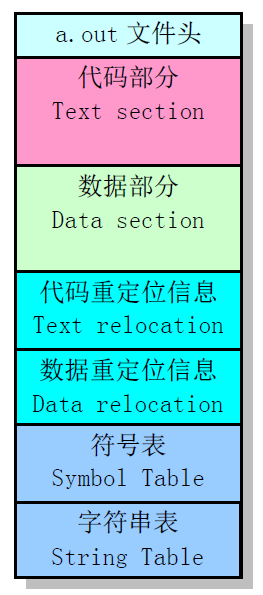 a.out 文件头
代码部分
Text section
数据部分
Data section
代码重定位信息
Text relocation
数据重定位信息
Data relocation
符号表
Symbol Table
字符串表
String Table